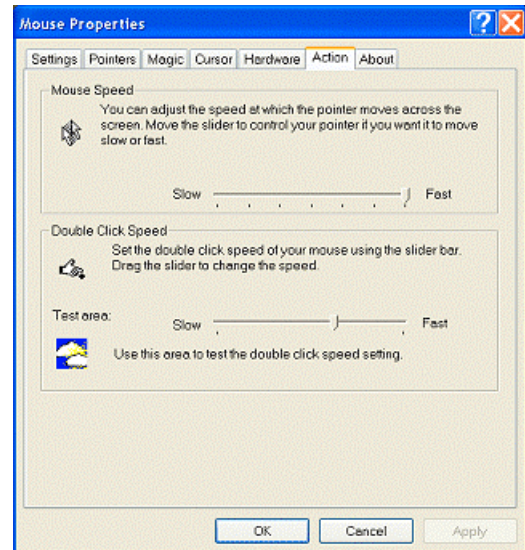 Mouse Properties
Settings Pointers Magic Cursor Hardware Action About
Mouse Speed
You can adjust the speed at which the pointer moves across the
screen. Move the slider to control your pointer if you want it to move
slow or fast.
Slow Fast
Double Click Speed
Set the double click speed of your mouse using the slider bar.
Drag the slider to change the speed.
Test area:
Slow Fast
Use this area to test the double click speed setting.
OK Cancel Apply